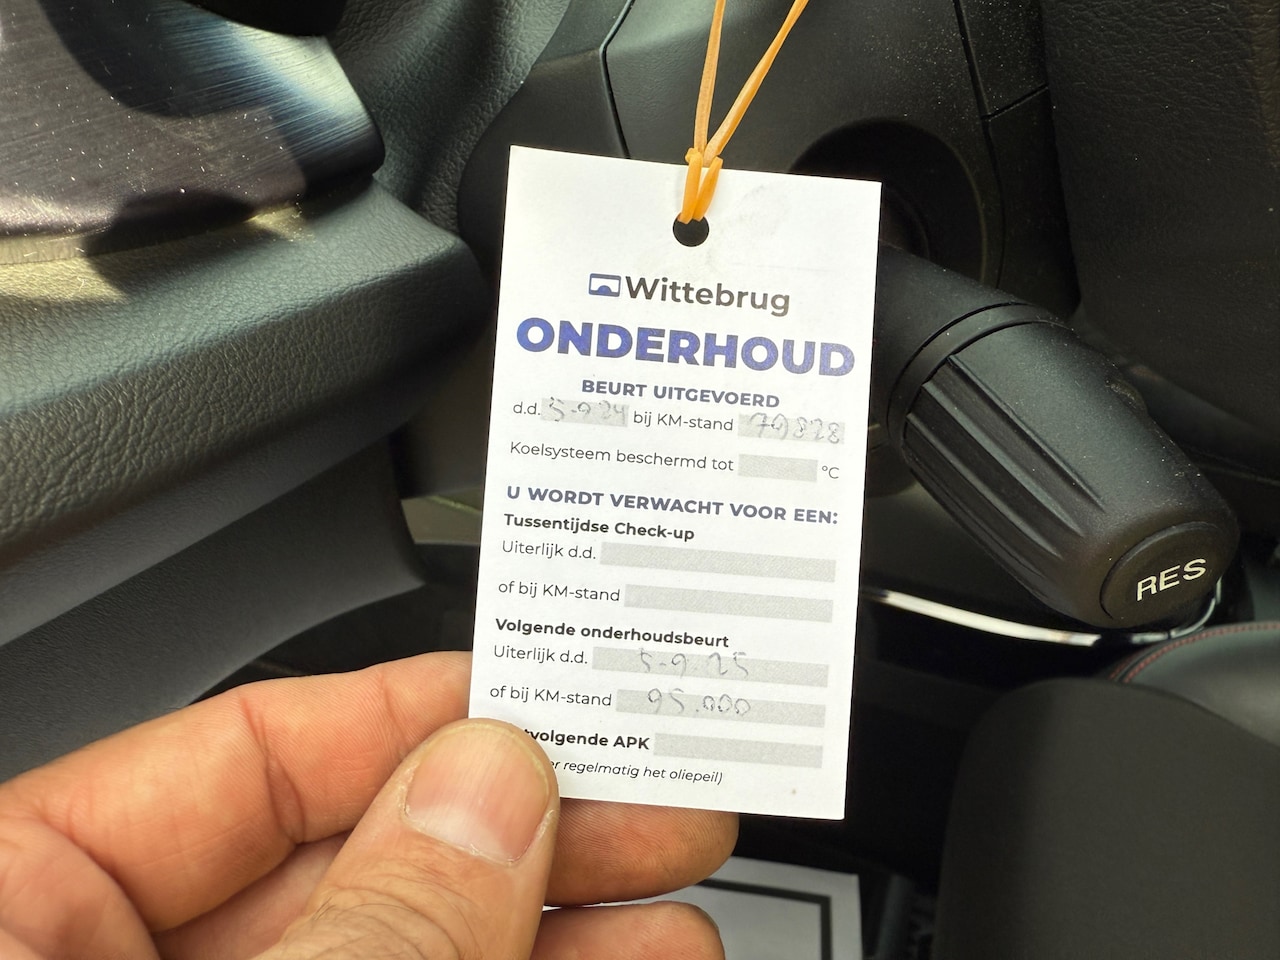 Wittebrug
ONDERHOUD
BEURT UITGEVOERD
d.d. 5-9 24 bij KM-stand 79828
Koelsysteem beschermd tot °C
U WORDT VERWACHT VOOR EEN:
Tussentijdse Check-up
Uiterlijk d.d.
of bij KM-stand
Volgende onderhoudsbeurt
Uiterlijk d.d. 5-9-25
of bij KM-stand 95.000
tvolgende APK
regelmatig het oliepeil)
RES